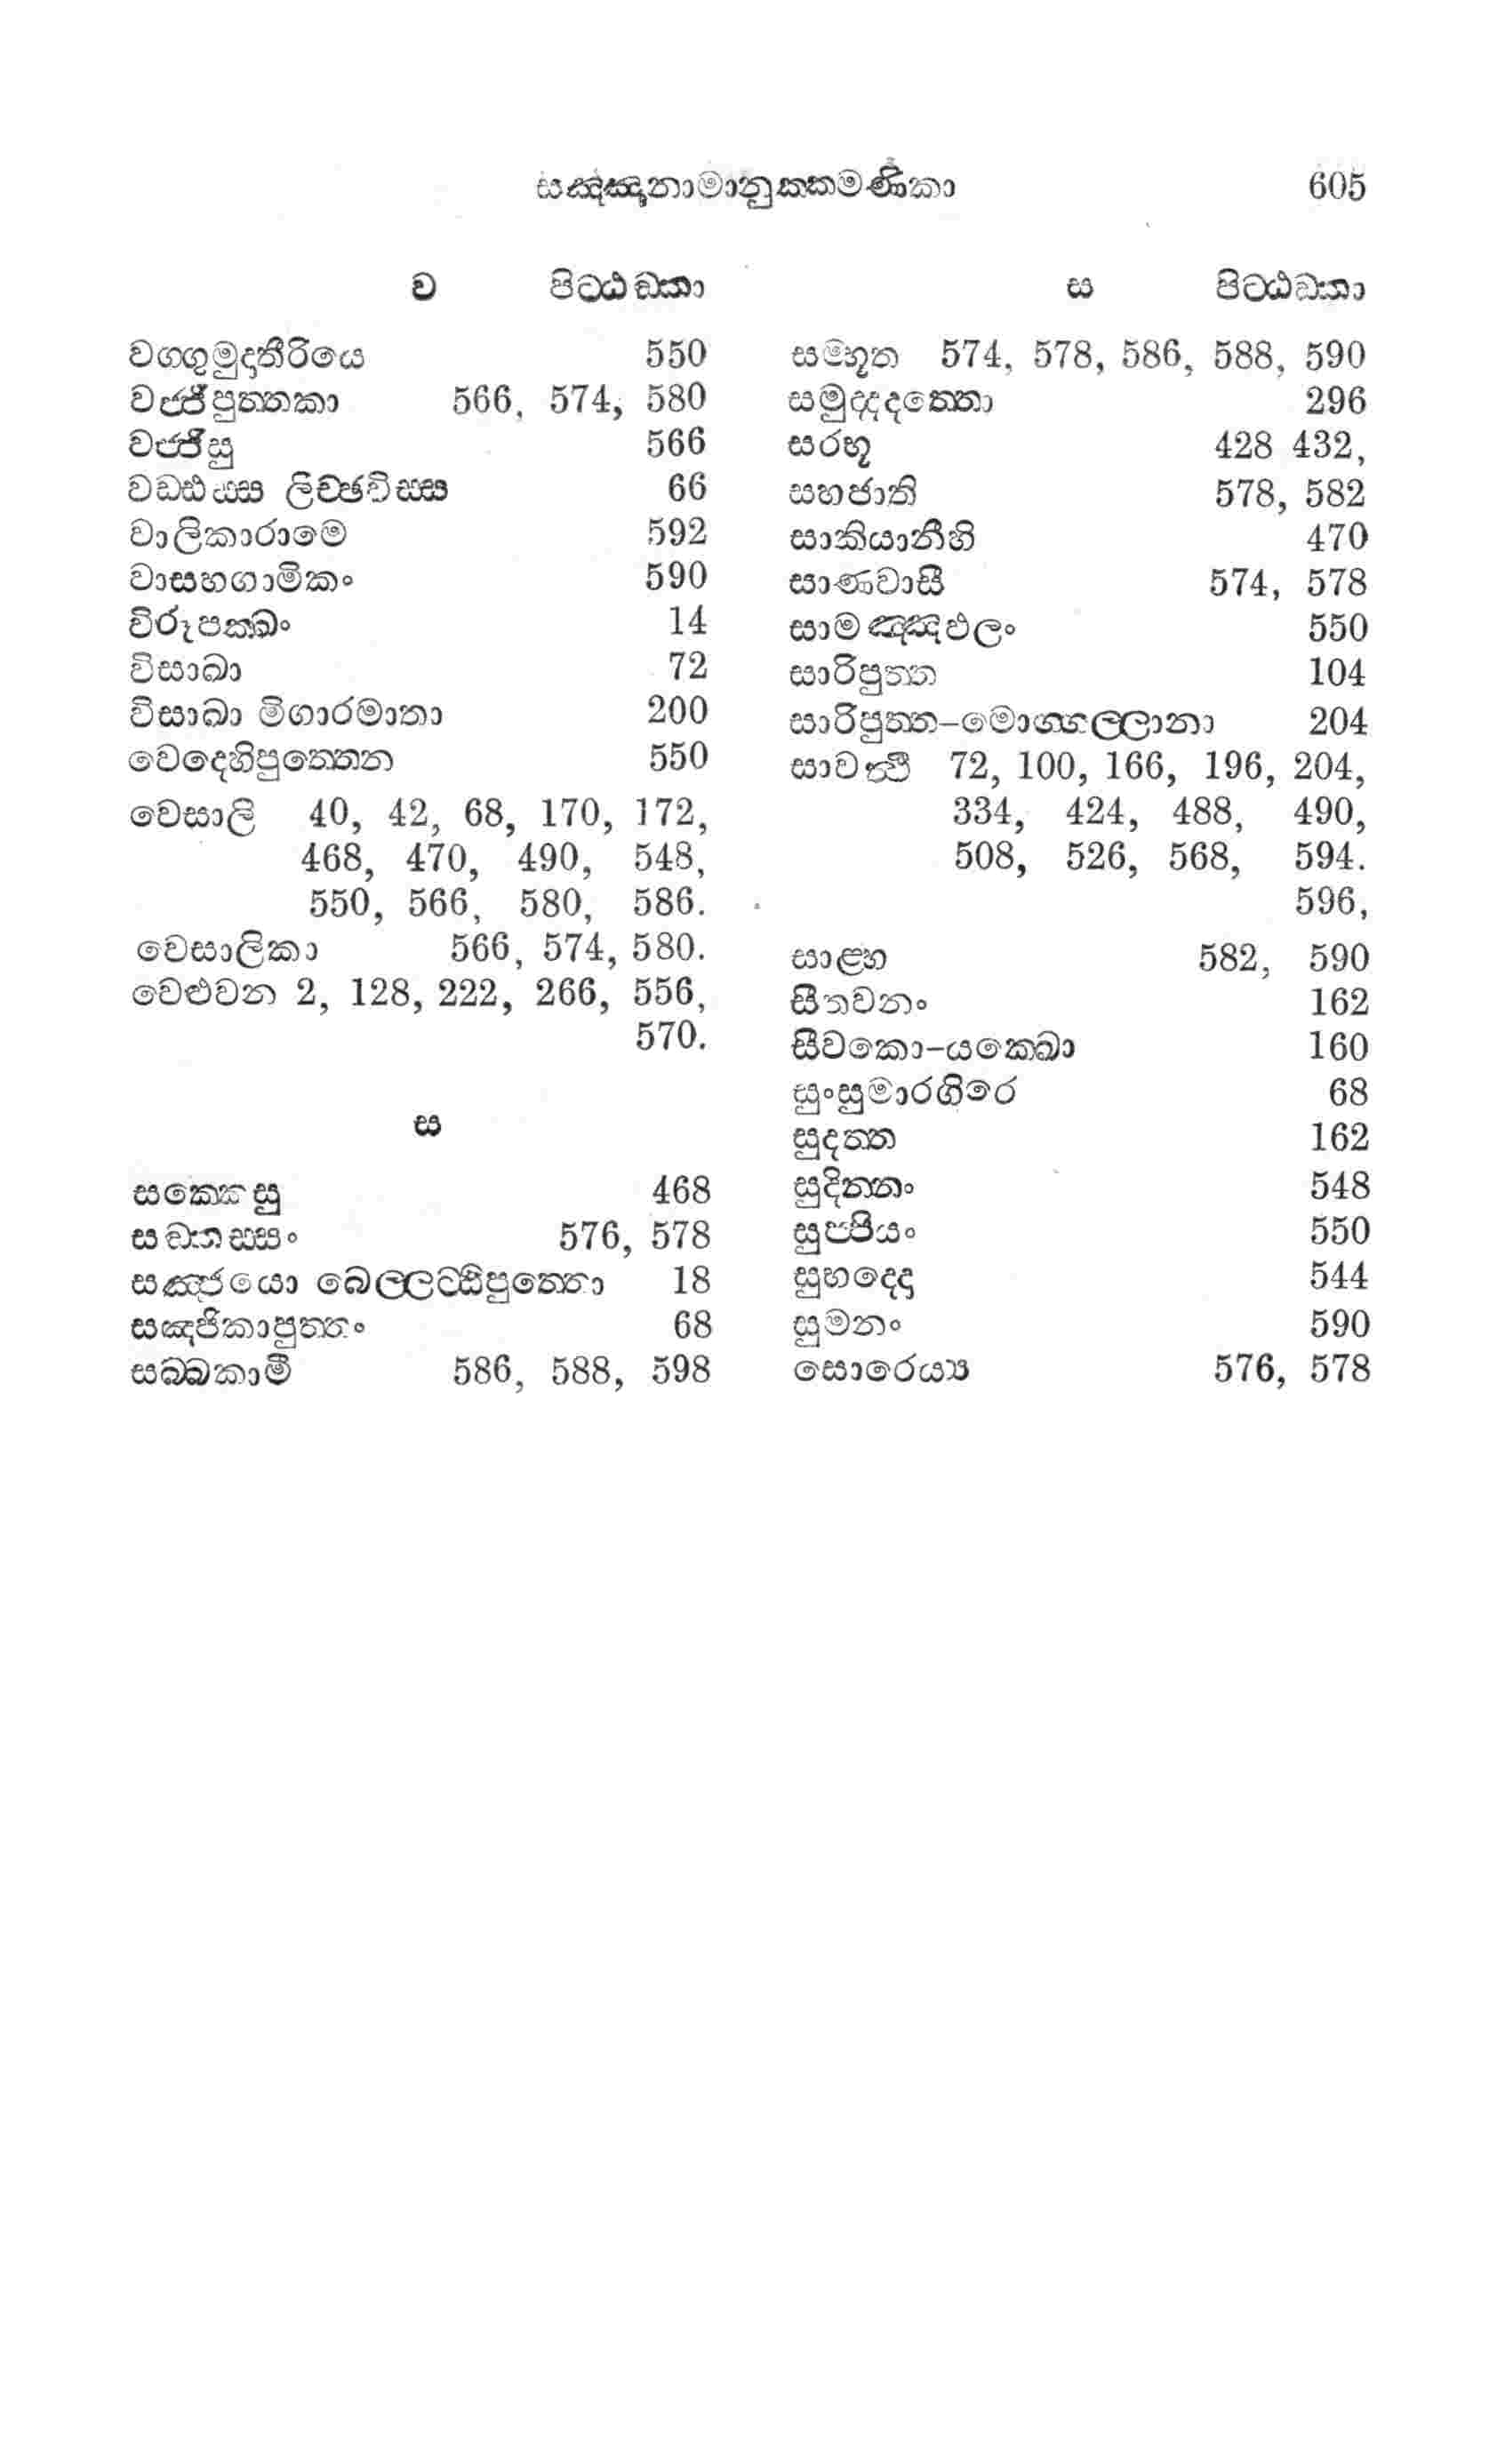 සඤ්ඤානාමානුක්කමණිකා 605
ව පිට්ඨඞ්කා
වග්ගුමුදාතීරියෙ 550
වජ්ජිපුත්තකා 566, 574, 580
වජ්ජීසු 566
වඩ්ඪයස්ස ලිච්ඡවිස්ස 66
වාලිකාරාමෙ 592
වාසභගාමිකං 590
විරූපක්ඛං 14
විසාඛා 72
විසාඛා මිගාරමාතා 200
වෙදෙහිපුත්තෙන 550
වෙසාලි 40, 42, 68, 170, 172,
468, 470, 490, 548,
550, 566, 580, 586.
වෙසාලිකා 566, 574, 580.
වෙළුවන 2, 128, 222, 266, 556,
570.
ස
සක්කෙසු 468
සඞ්කස්සං 576, 578
සඤ්ජයො බෙල්ලට්ඨිපුත්තො 18
සඤ්ජිකාපුත්තං 68
සබ්බකාමී 586, 588, 598
ස පිට්ඨඞ්කා
සම්භූත 574, 578, 586, 588, 590
සමුද්දදත්තො 296
සරභූ 428 432,
සහජාති 578, 582
සාකියානීහි 470
සාණවාසී 574, 578
සාමඤ්ඤඵලං 550
සාරිපුත්ත 104
සාරිපුත්ත-මොග්ගල්ලානා 204
සාවත්ථි 72, 100, 166, 196, 204,
334, 424, 488, 490,
508, 526, 568, 594.
596,
සාළ්හ 582, 590
සීතවනං 162
සීවකො-යක්ඛො 160
සුංසුමාරගිරෙ 68
සුදත්ත 162
සුදින්නං 548
සුප්පියං 550
සුභද්දො 544
සුමනං 590
සොරෙය්‍ය 576, 578